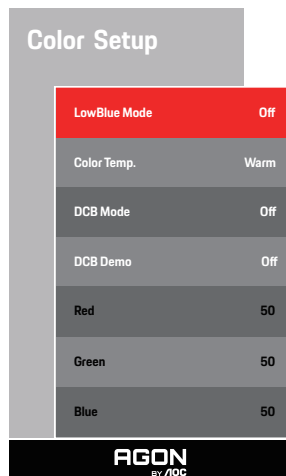 Color Setup
LowBlue Mode Off
Color Temp. Warm
DCB Mode Off
DCB Demo Off
Red 50
Green 50
Blue 50
AGON
BY AOC